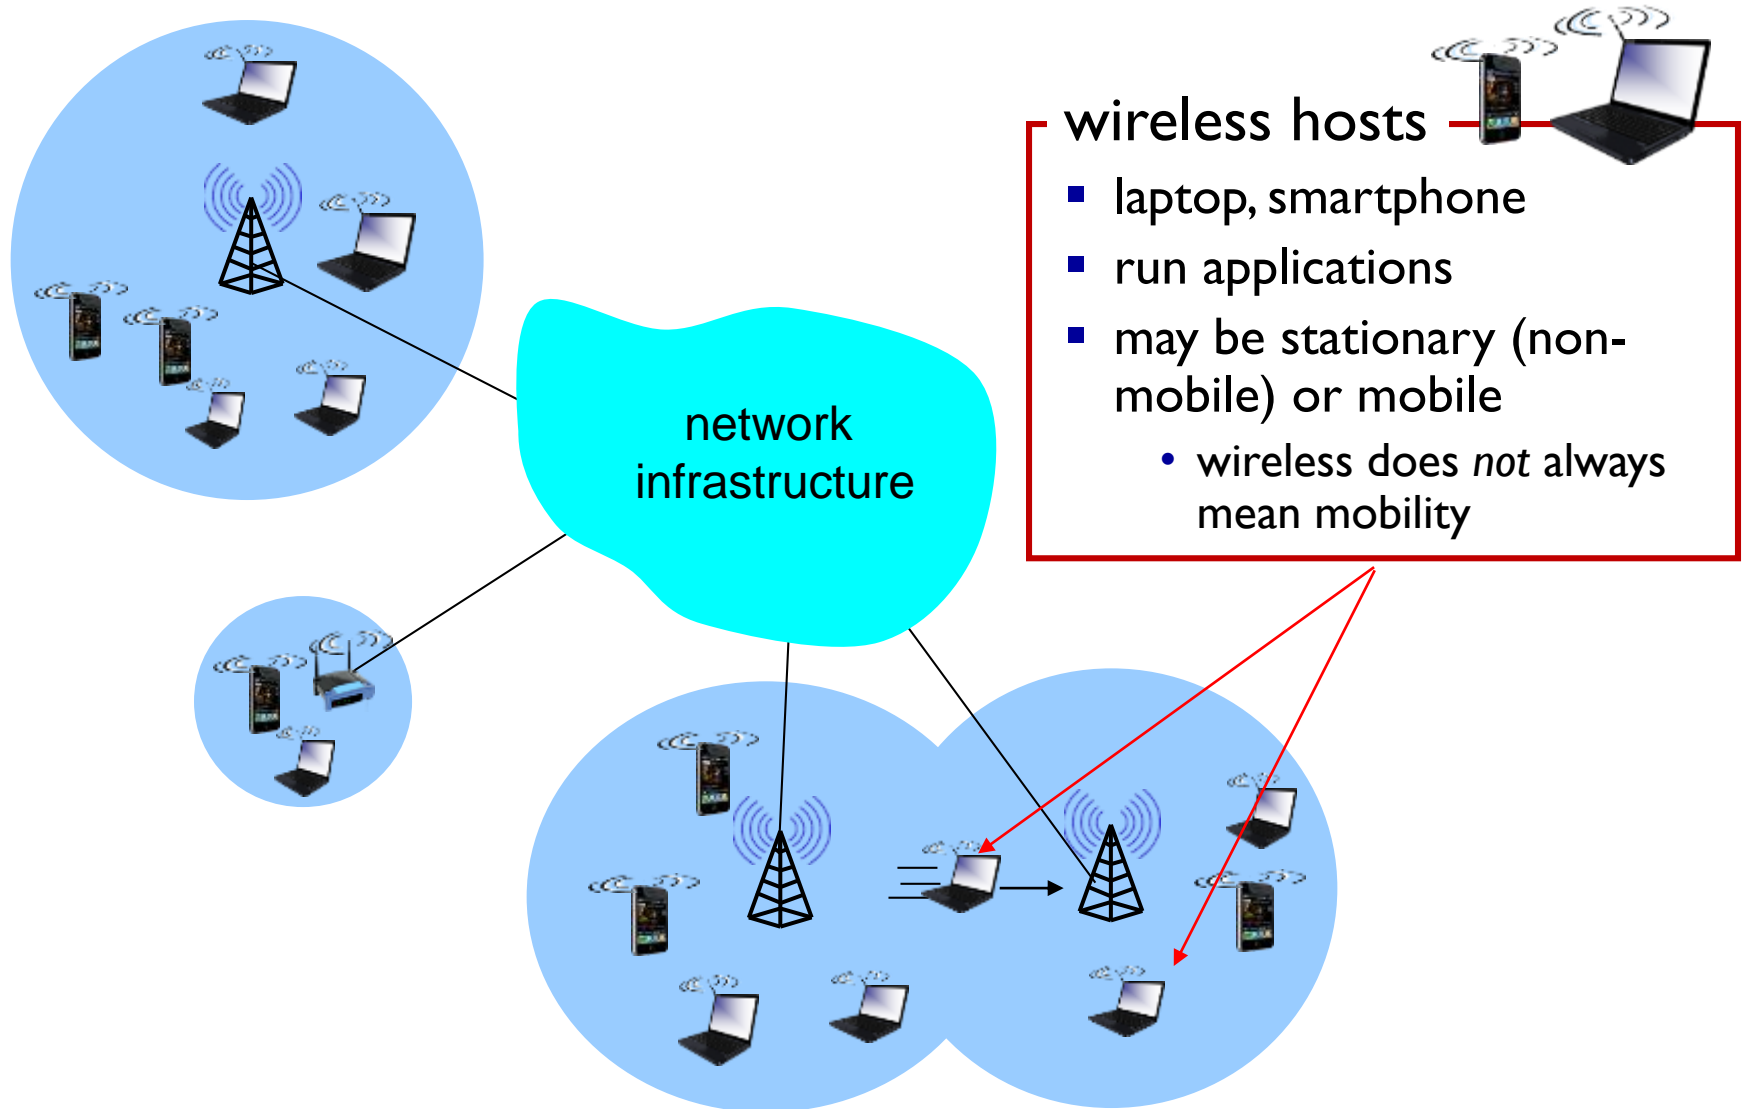 wireless hosts
▪ laptop, smartphone
▪ run applications
▪ may be stationary (non-
mobile) or mobile
• wireless does not always
mean mobility
network
infrastructure